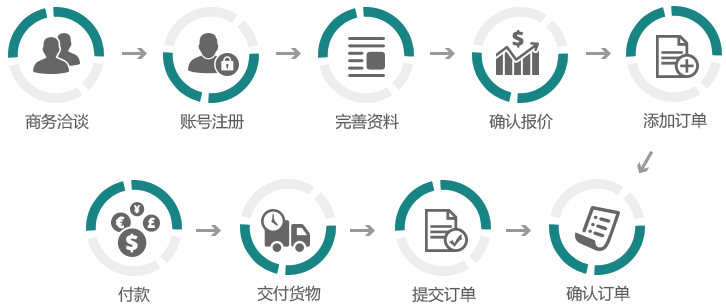 商务洽谈
账号注册
完善资料
确认报价
添加订单
付款
交付货物
提交订单
确认订单